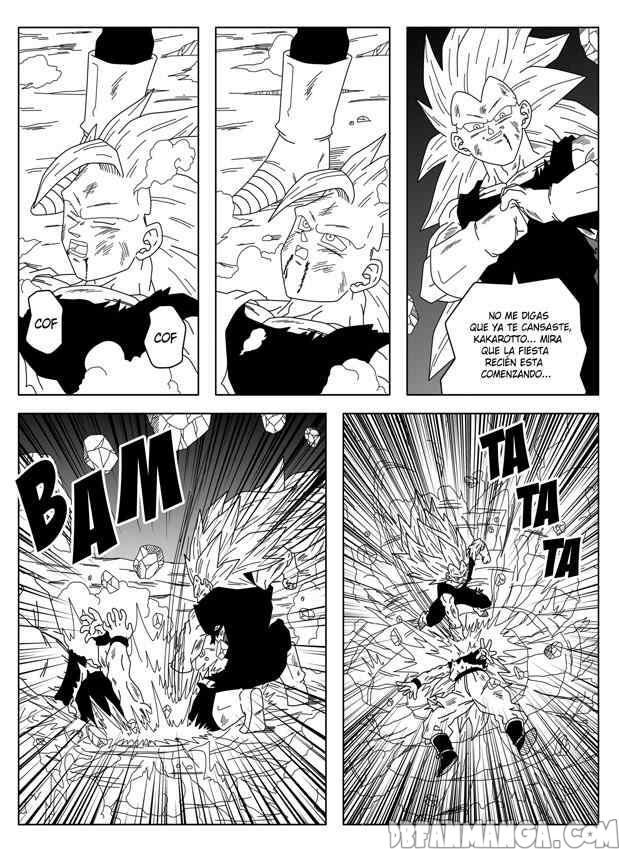 COF
COF
NO ME DIGAS
QUE YA TE CANSASTE,
KAKAROTTO... MIRA
QUE LA FIESTA
RECIÉN ESTA
COMENZANDO...
BAM
TA
TA
TA
DBFANMANGA.COM